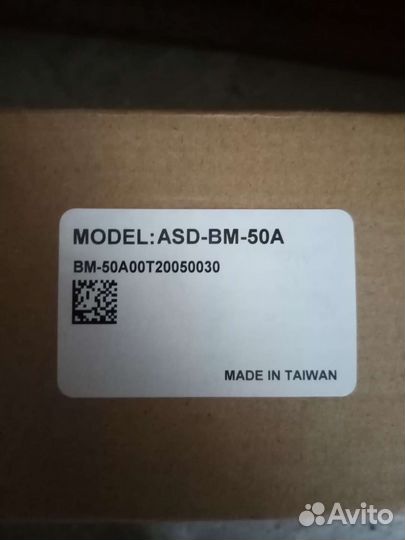 MODEL:ASD-BM-50A
BM-50A00T20050030
MADE IN TAIWAN
Avito